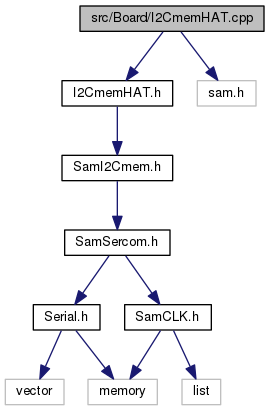 src/Board/I2CmemHAT.cpp
I2CmemHAT.h
sam.h
SamI2Cmem.h
SamSercom.h
Serial.h
SamCLK.h
vector
memory
list